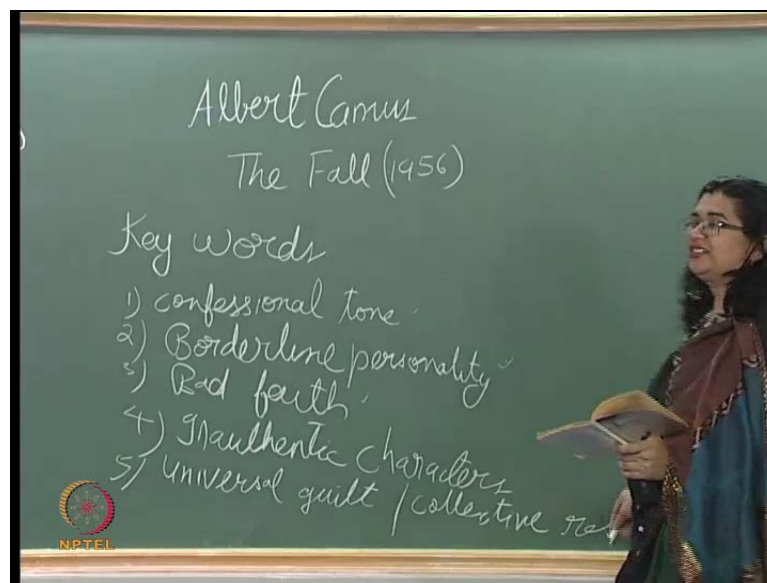 Albert Camus
The Fall (1956)
Key words
1) confessional tone
2) Borderline personality
3) Bad faith
4) Inauthentic characters
5) universal guilt / collective
NPTEL